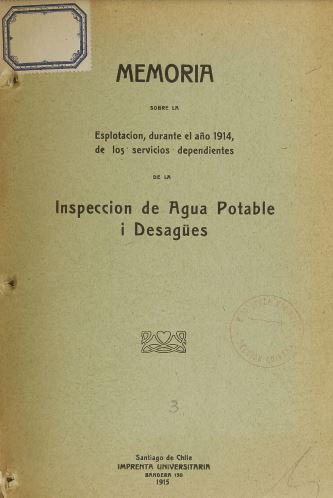 MEMORIA
SOBRE LA
Esplotacion, durante el año 1914,
de los servicios dependientes
DE LA
Inspeccion de Agua Potable
i Desagües
3
Santiago de Chile
IMPRENTA UNIVERSITARIA
BANDERA 130
1915